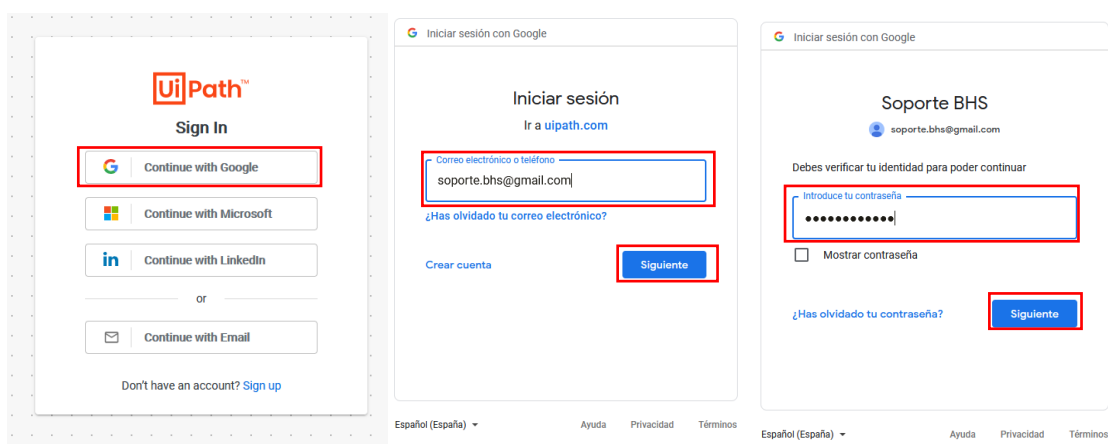 UiPath™
Sign In
Continue with Google
Continue with Microsoft
in Continue with LinkedIn
or
Continue with Email
Don't have an account? Sign up
G Iniciar sesión con Google
Iniciar sesión
Ir a uipath.com
Correo electrónico o teléfono
soporte.bhs@gmail.com
¿Has olvidado tu correo electrónico?
Crear cuenta
Siguiente
Español (España)
Ayuda
Privacidad
Términos
G Iniciar sesión con Google
Soporte BHS
soporte.bhs@gmail.com
Debes verificar tu identidad para poder continuar
Introduce tu contraseña
••••••••••••
Mostrar contraseña
¿Has olvidado tu contraseña?
Siguiente
Español (España)
Ayuda
Privacidad
Términos